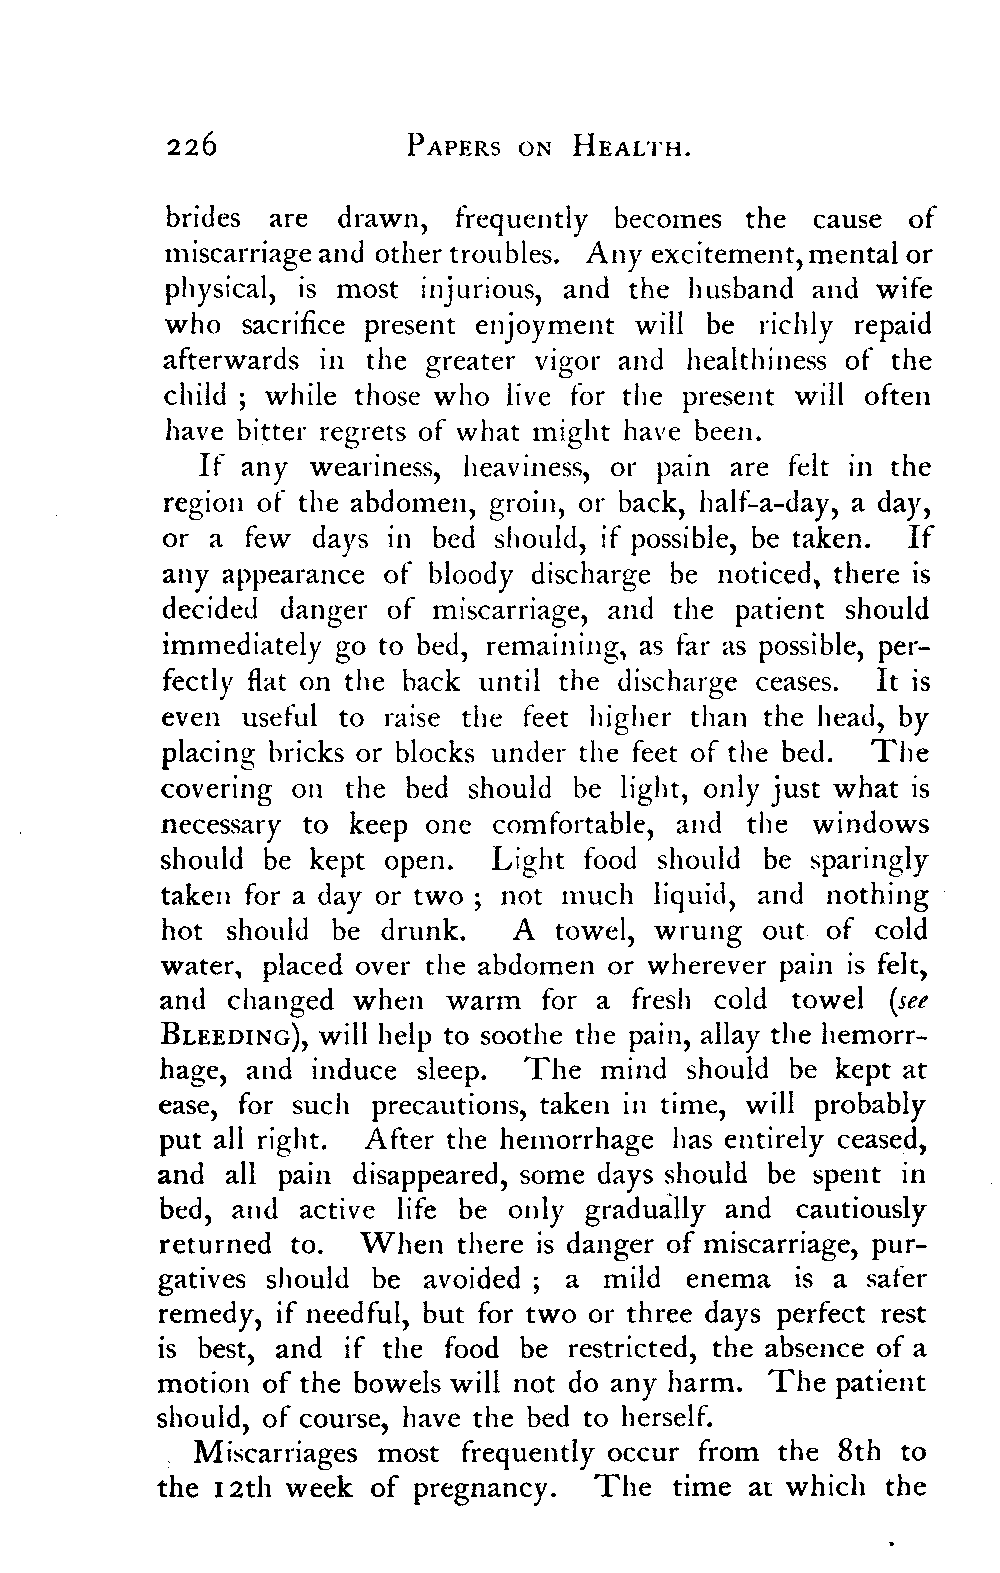 226 PAPERS ON HEALTH.
brides are drawn, frequently becomes the cause of
miscarriage and other troubles. Any excitement, mental or
physical, is most injurious, and the husband and wife
who sacrifice present enjoyment will be richly repaid
afterwards in the greater vigor and healthiness of the
child ; while those who live for the present will often
have bitter regrets of what might have been.
If any weariness, heaviness, or pain are felt in the
region of the abdomen, groin, or back, half-a-day, a day,
or a few days in bed should, if possible, be taken. If
any appearance of bloody discharge be noticed, there is
decided danger of miscarriage, and the patient should
immediately go to bed, remaining, as far as possible, per-
fectly flat on the back until the discharge ceases. It is
even useful to raise the feet higher than the head, by
placing bricks or blocks under the feet of the bed. The
covering on the bed should be light, only just what is
necessary to keep one comfortable, and the windows
should be kept open. Light food should be sparingly
taken for a day or two ; not much liquid, and nothing
hot should be drunk. A towel, wrung out of cold
water, placed over the abdomen or wherever pain is felt,
and changed when warm for a fresh cold towel (see
BLEEDING), will help to soothe the pain, allay the hemorr-
hage, and induce sleep. The mind should be kept at
ease, for such precautions, taken in time, will probably
put all right. After the hemorrhage has entirely ceased,
and all pain disappeared, some days should be spent in
bed, and active life be only gradually and cautiously
returned to. When there is danger of miscarriage, pur-
gatives should be avoided ; a mild enema is a safer
remedy, if needful, but for two or three days perfect rest
is best, and if the food be restricted, the absence of a
motion of the bowels will not do any harm. The patient
should, of course, have the bed to herself.
Miscarriages most frequently occur from the 8th to
the 12th week of pregnancy. The time at which the